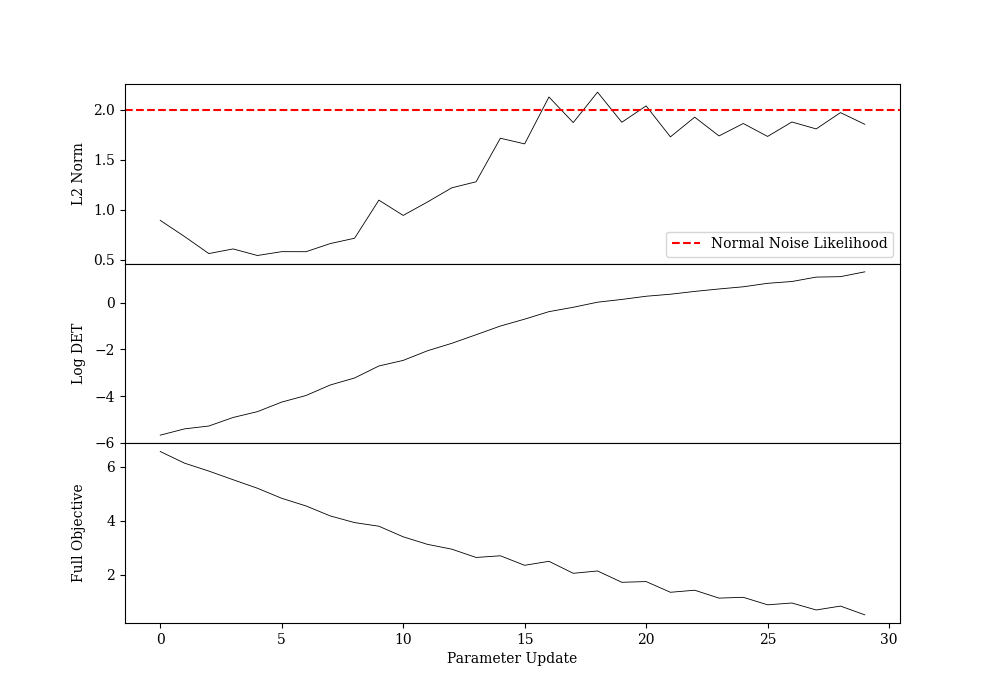 2.0
1.5
1.0
0.5
L2 Norm
Normal Noise Likelihood
0
−2
−4
−6
Log DET
6
4
2
Full Objective
0 5 10 15 20 25 30
Parameter Update